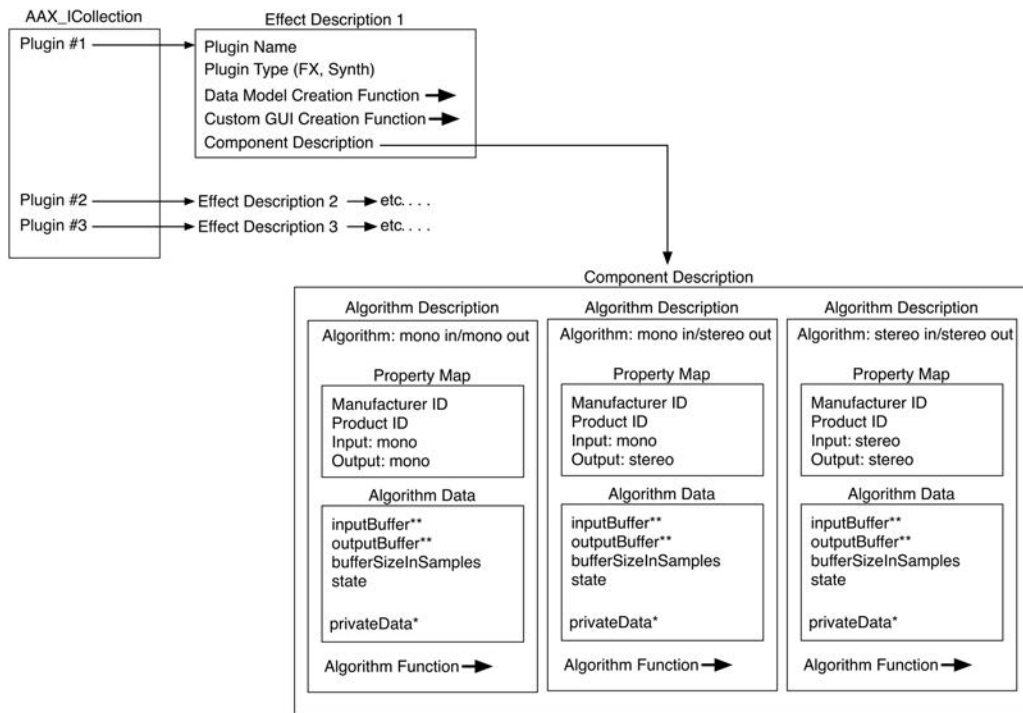 AAX_ICollection
Plugin #1
Effect Description 1
Plugin Name
Plugin Type (FX, Synth)
Data Model Creation Function
Custom GUI Creation Function
Component Description
Plugin #2
Effect Description 2
etc. . . .
Plugin #3
Effect Description 3
etc. . . .
Component Description
Algorithm Description
Algorithm: mono in/mono out
Property Map
Manufacturer ID
Product ID
Input: mono
Output: mono
Algorithm Data
inputBuffer**
outputBuffer**
bufferSizeInSamples
state
privateData*
Algorithm Function
Algorithm Description
Algorithm: mono in/stereo out
Property Map
Manufacturer ID
Product ID
Input: mono
Output: stereo
Algorithm Data
inputBuffer**
outputBuffer**
bufferSizeInSamples
state
privateData*
Algorithm Function
Algorithm Description
Algorithm: stereo in/stereo out
Property Map
Manufacturer ID
Product ID
Input: stereo
Output: stereo
Algorithm Data
inputBuffer**
outputBuffer**
bufferSizeInSamples
state
privateData*
Algorithm Function